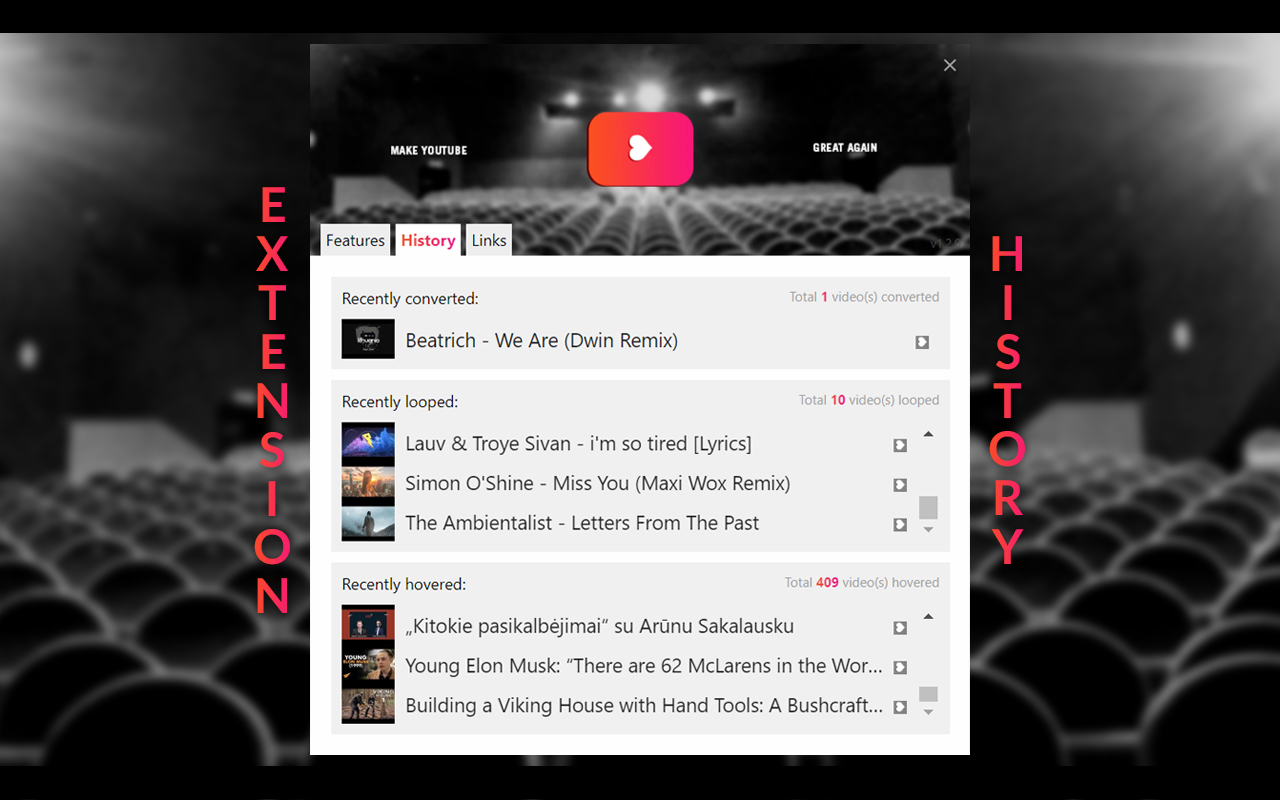 EXTENSION
HISTORY
MAKE YOUTUBE
GREAT AGAIN
Features
History
Links
Recently converted:
Total 1 video(s) converted
Beatrich - We Are (Dwin Remix)
Recently looped:
Total 10 video(s) looped
Lauv & Troye Sivan - i'm so tired [Lyrics]
Simon O'Shine - Miss You (Maxi Wox Remix)
The Ambientalist - Letters From The Past
Recently hovered:
Total 409 video(s) hovered
„Kitokie pasikalbėjimai“ su Arūnu Sakalausku
YOUNG
ELON MUSK
Young Elon Musk: “There are 62 McLarens in the Wor...
Building a Viking House with Hand Tools: A Bushcraft...